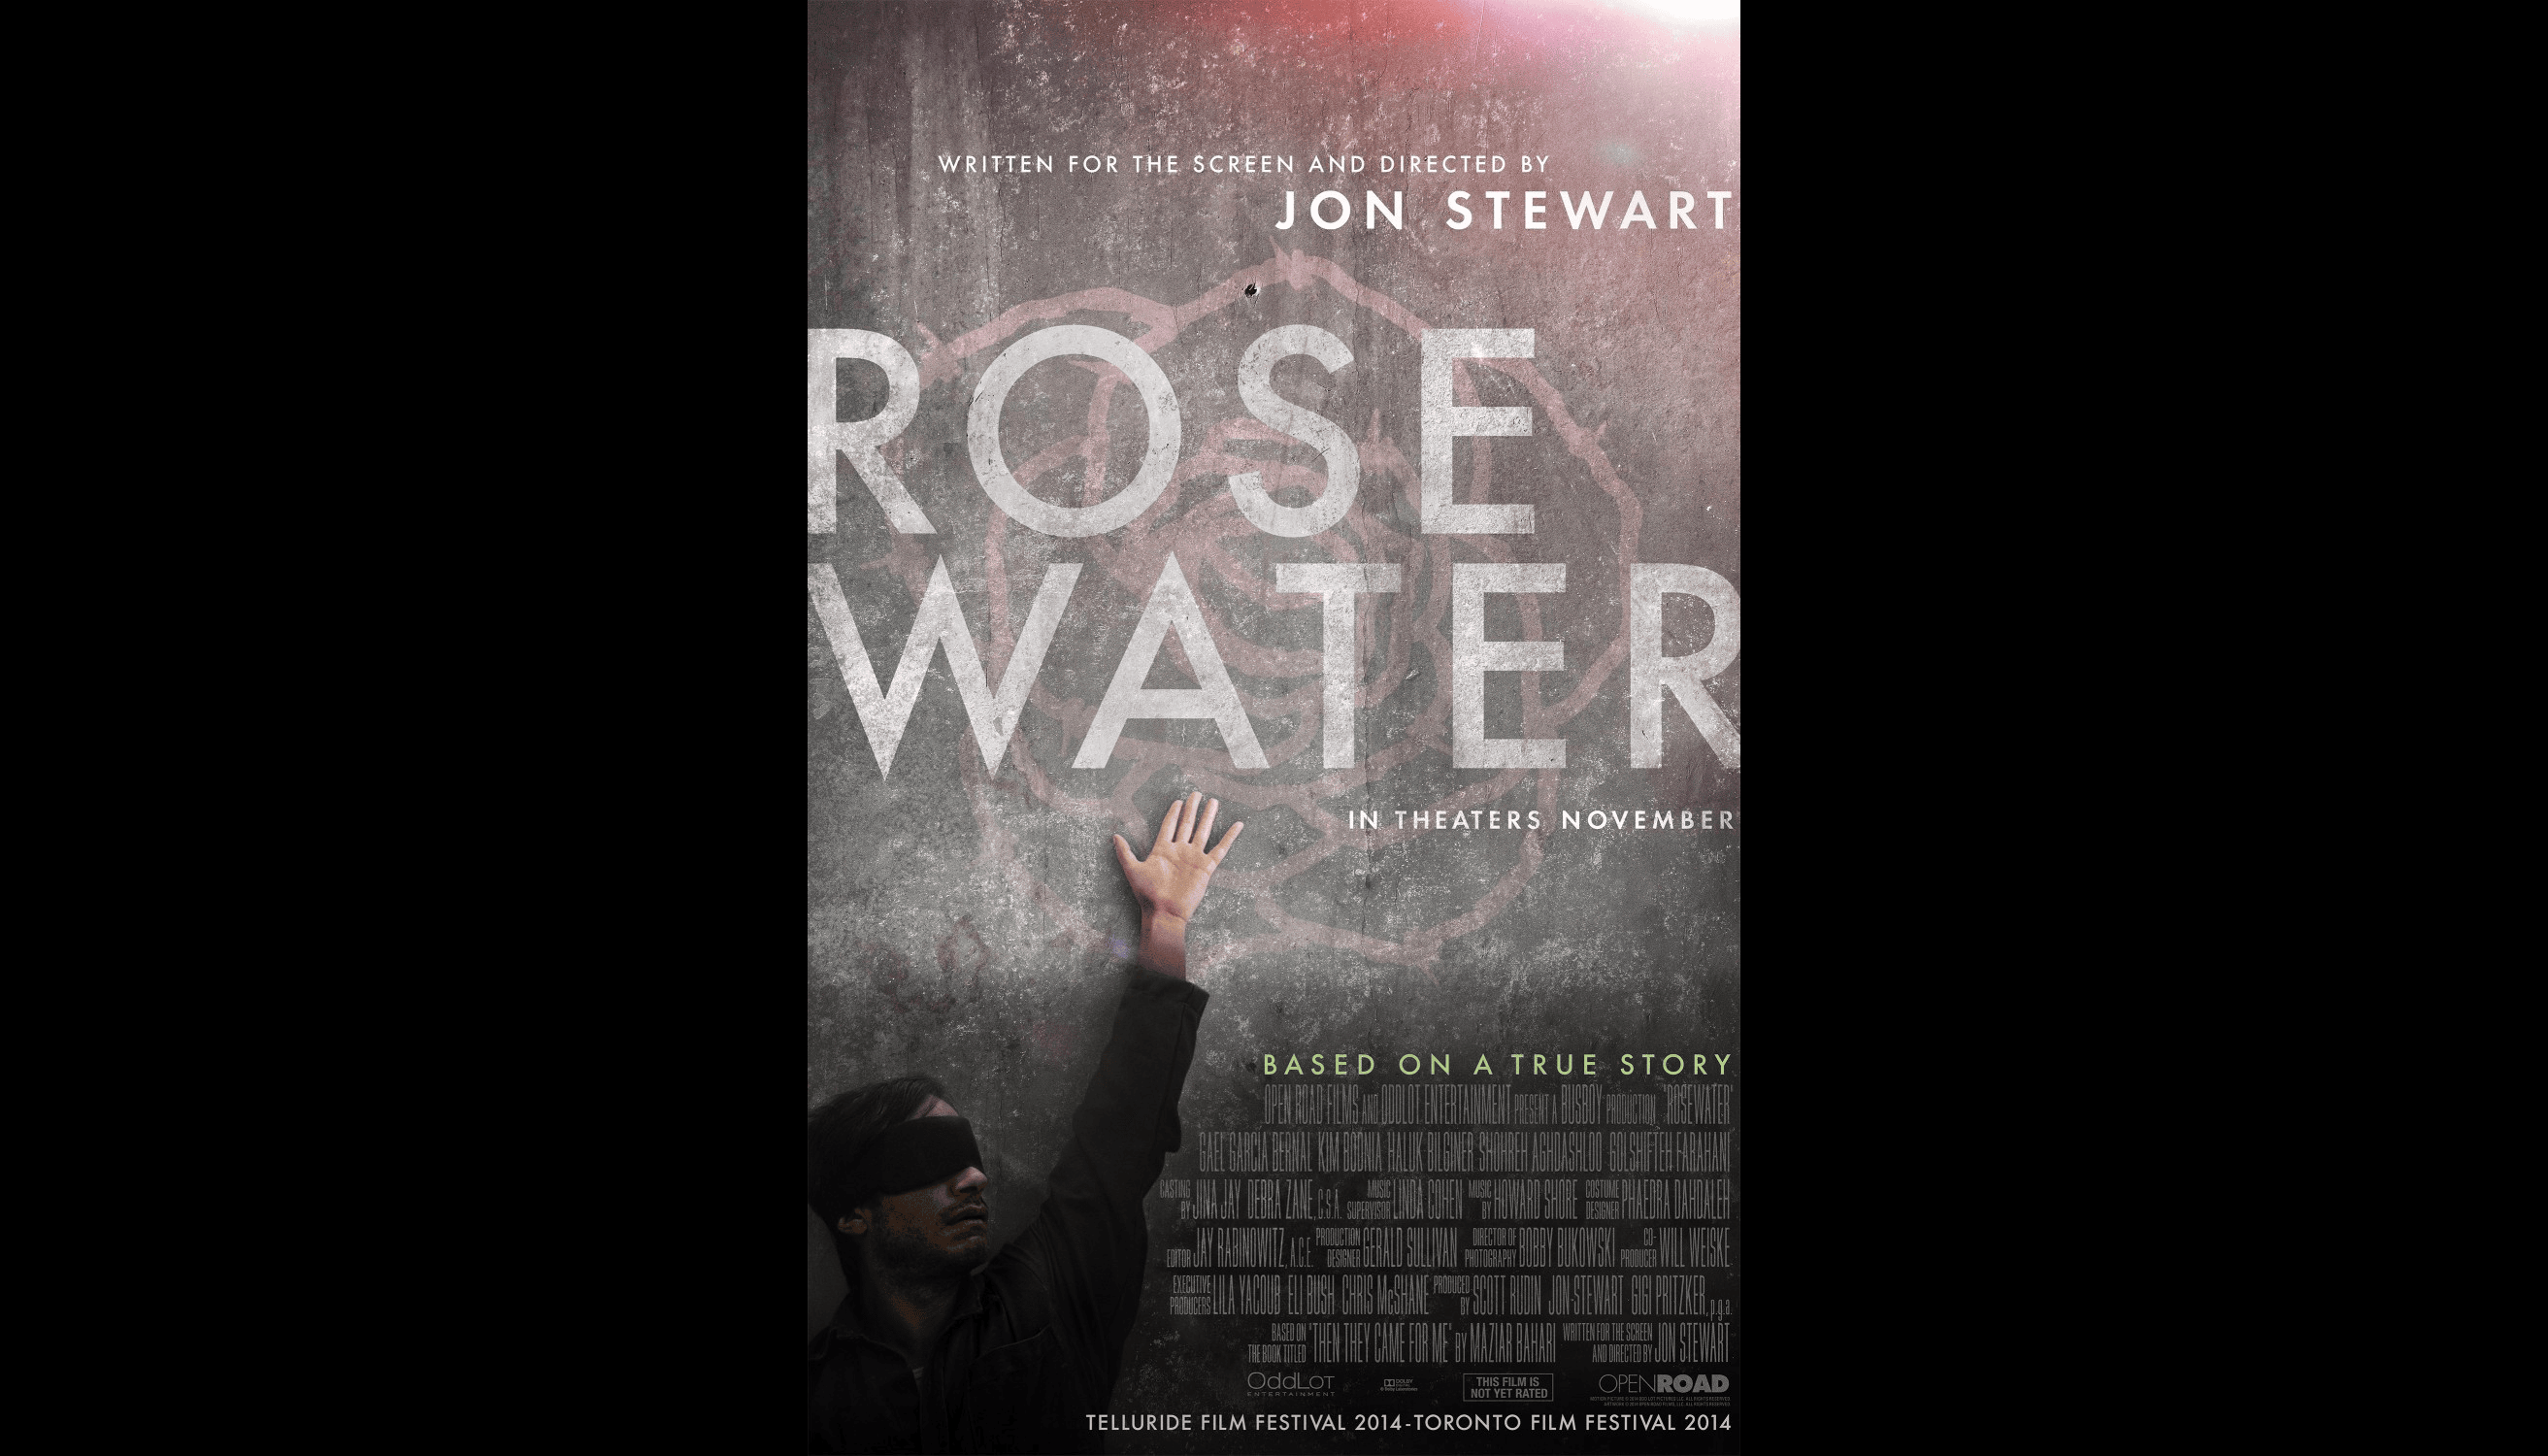 WRITTEN FOR THE SCREEN AND DIRECTED BY
JON STEWART
ROSE
WATER
IN THEATERS NOVEMBER
BASED ON A TRUE STORY
OPEN ROAD FILMS AND ODDLOT ENTERTAINMENT PRESENT A BUSBOY PRODUCTION "ROSEWATER"
GAEL GARCIA BERNAL KIM BODNIA HALUK BILGINER SHOHREH AGHDASHLOO GOLSHIFTEH FARAHANI
CASTING BY JINA JAY DEBRA ZANE, C.S.A. MUSIC SUPERVISOR LINDA COHEN MUSIC BY HOWARD SHORE COSTUME DESIGNER PHAEDRA DAHDALEH
EDITOR JAY RABINOWITZ, A.C.E. PRODUCTION DESIGNER GERALD SULLIVAN DIRECTOR OF PHOTOGRAPHY BOBBY BUKOWSKI CO-PRODUCER WILL WEISKE
EXECUTIVE PRODUCERS LILA YACOUB ELI BUSH CHRIS McSHANE PRODUCED BY SCOTT RUDIN JON STEWART GIGI PRITZKER, p.g.a.
BASED ON THE BOOK TITLED "THEN THEY CAME FOR ME" BY MAZIAR BAHARI WRITTEN FOR THE SCREEN AND DIRECTED BY JON STEWART
OddLot ENTERTAINMENT
DOLBY
THIS FILM IS
NOT YET RATED
OPENROAD
TELLURIDE FILM FESTIVAL 2014-TORONTO FILM FESTIVAL 2014